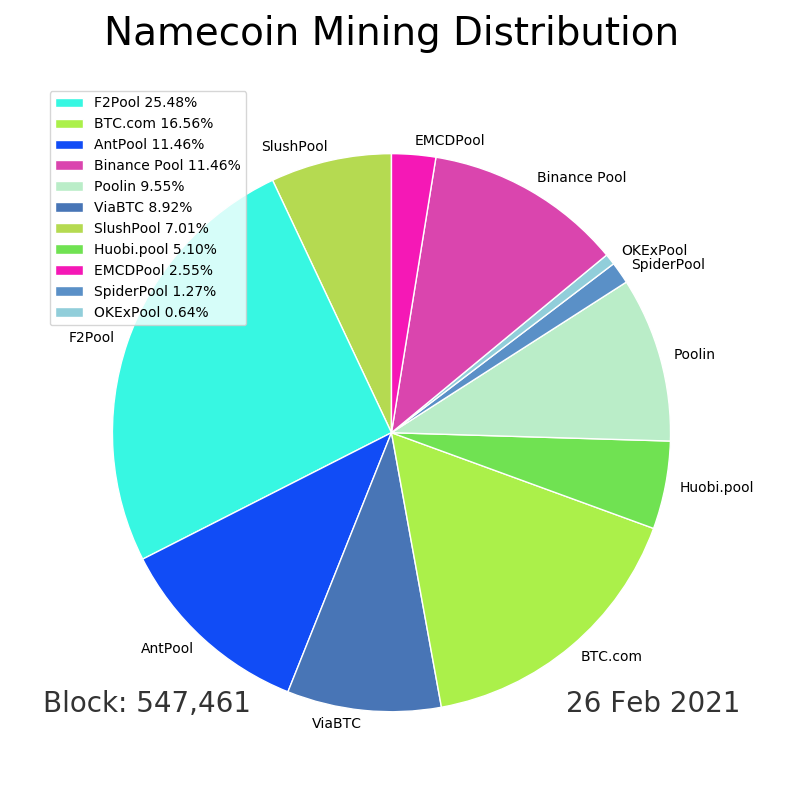 Namecoin Mining Distribution
F2Pool 25.48%
BTC.com 16.56%
AntPool 11.46%
Binance Pool 11.46%
Poolin 9.55%
ViaBTC 8.92%
SlushPool 7.01%
Huobi.pool 5.10%
EMCDPool 2.55%
SpiderPool 1.27%
OKExPool 0.64%
SlushPool
EMCDPool
Binance Pool
OKExPool
SpiderPool
F2Pool
Poolin
Huobi.pool
AntPool
BTC.com
ViaBTC
Block: 547,461
26 Feb 2021